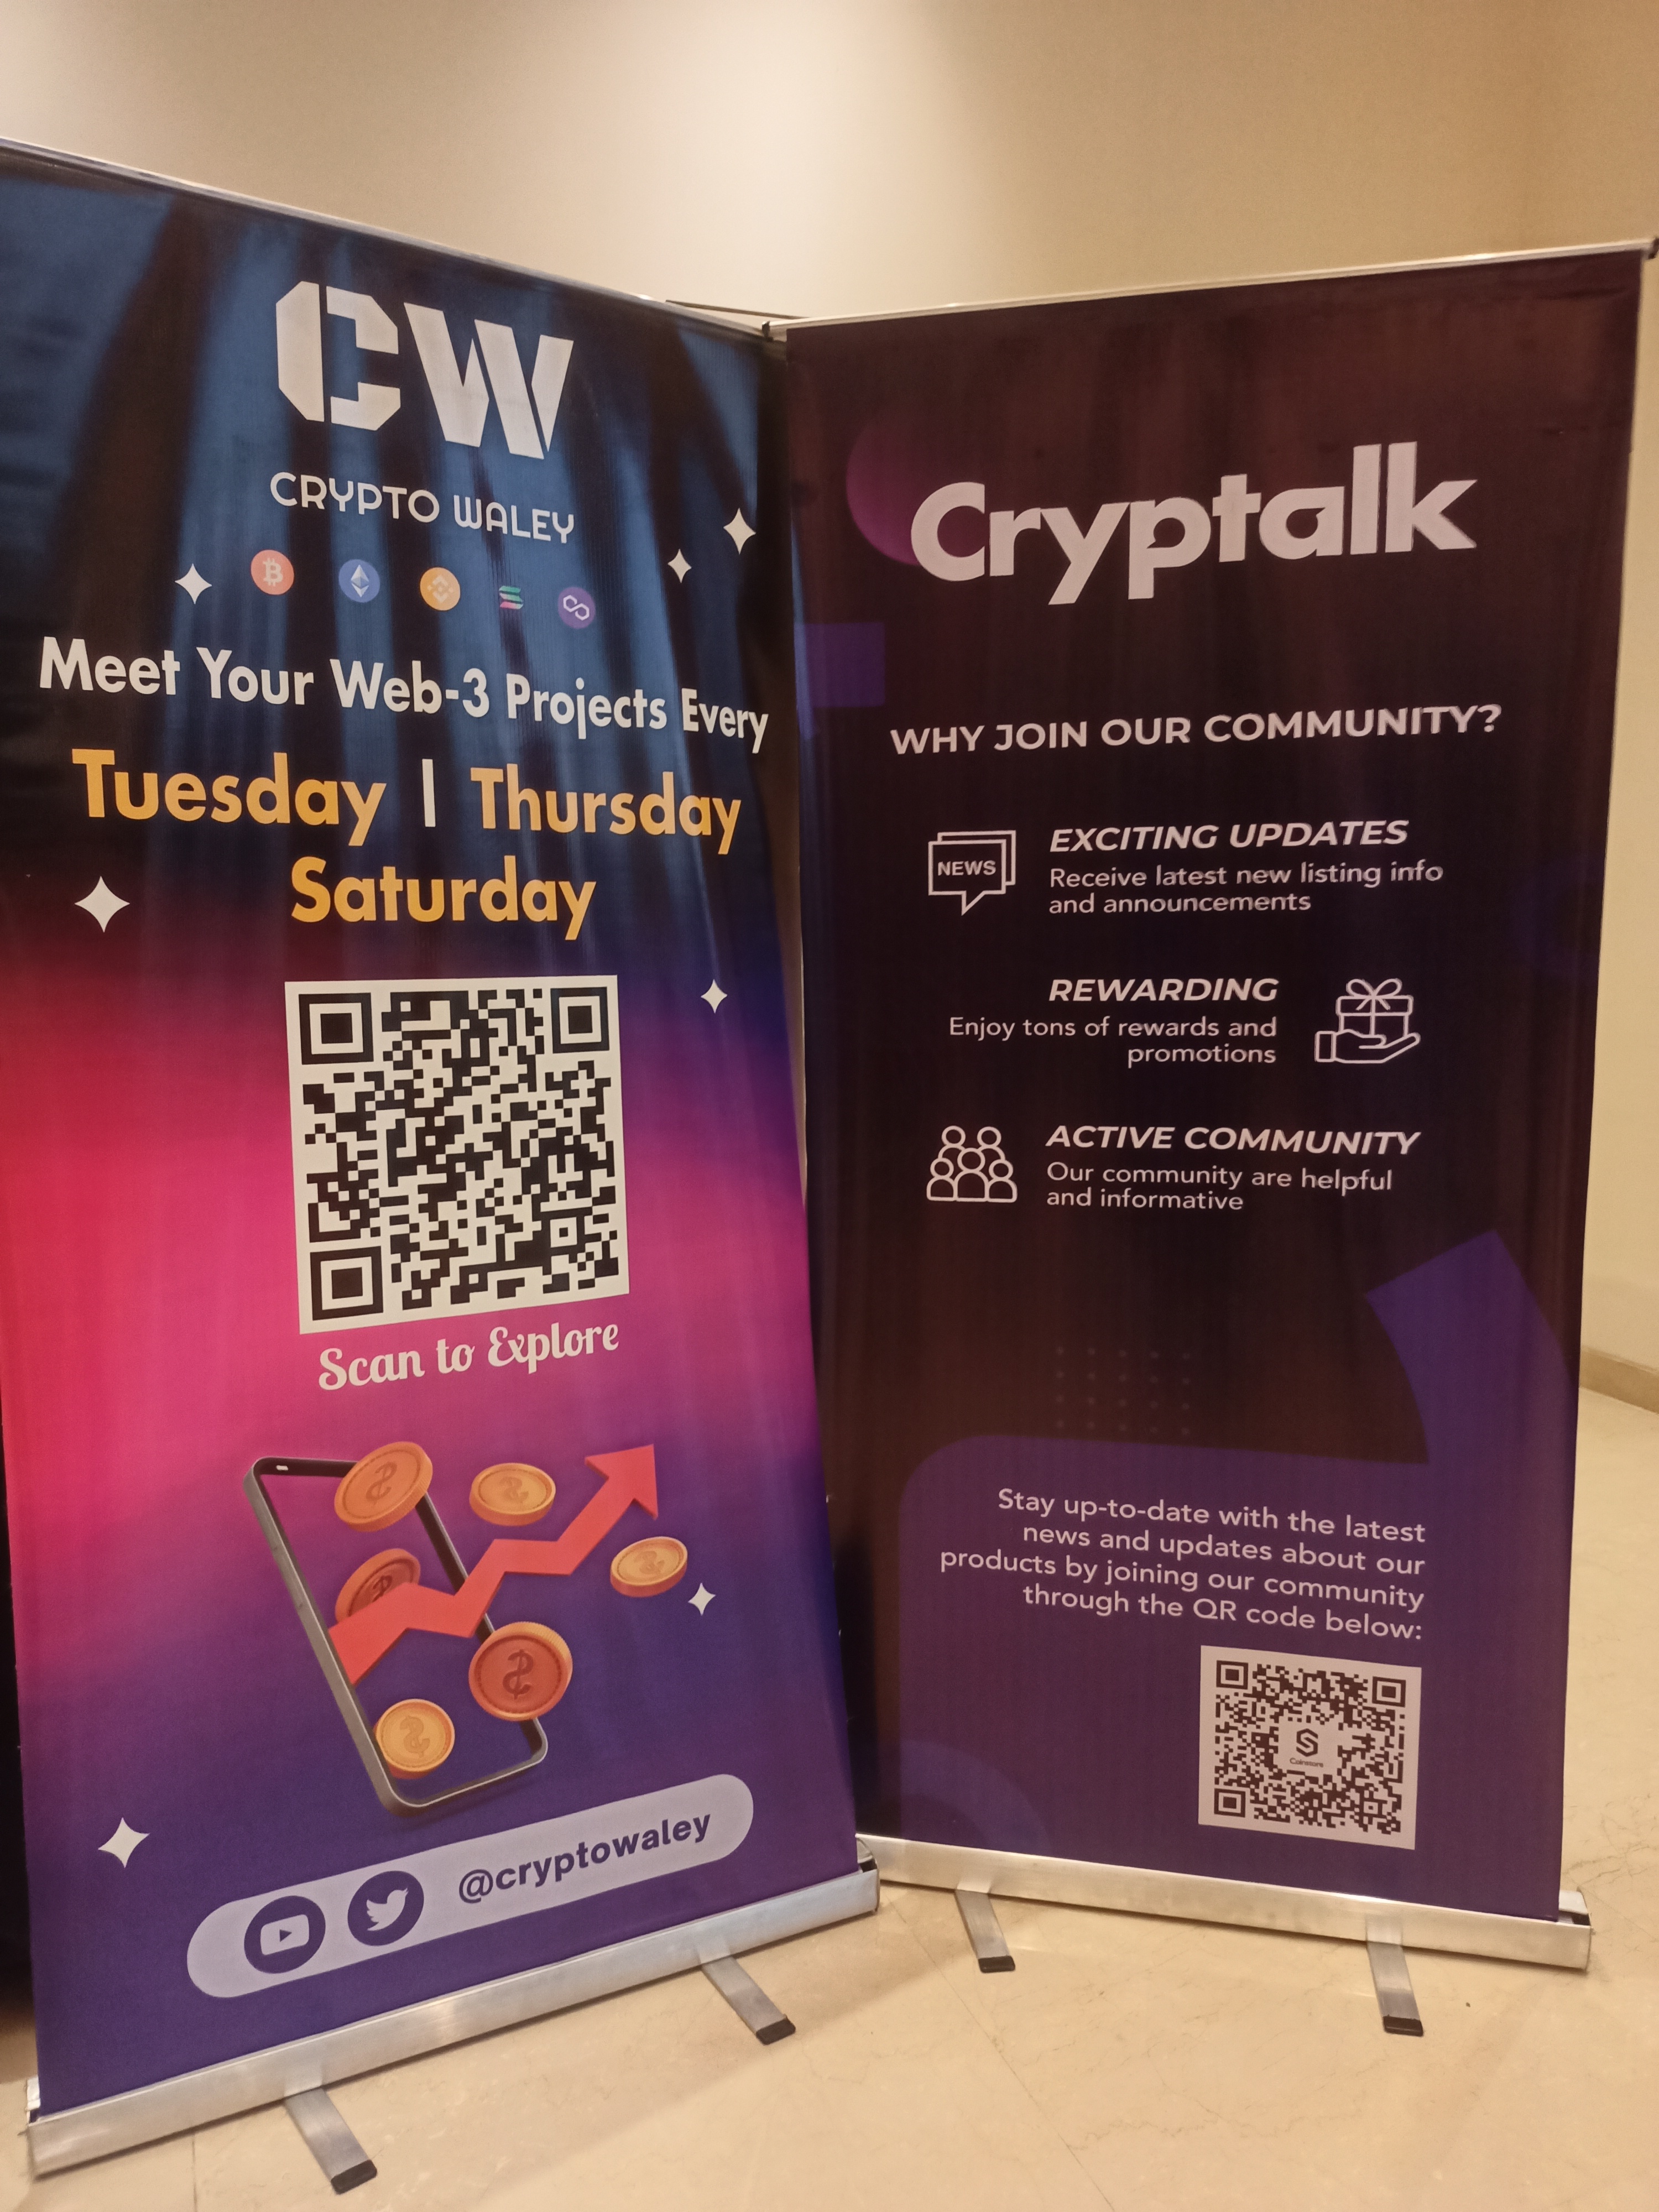 CW
CRYPTO WALEY
Meet Your Web-3 Projects Every
Tuesday | Thursday
Saturday
Scan to Explore
@cryptowaley
Cryptalk
WHY JOIN OUR COMMUNITY?
NEWS
EXCITING UPDATES
Receive latest new listing info
and announcements
REWARDING
Enjoy tons of rewards and
promotions
ACTIVE COMMUNITY
Our community are helpful
and informative
Stay up-to-date with the latest
news and updates about our
products by joining our community
through the QR code below: